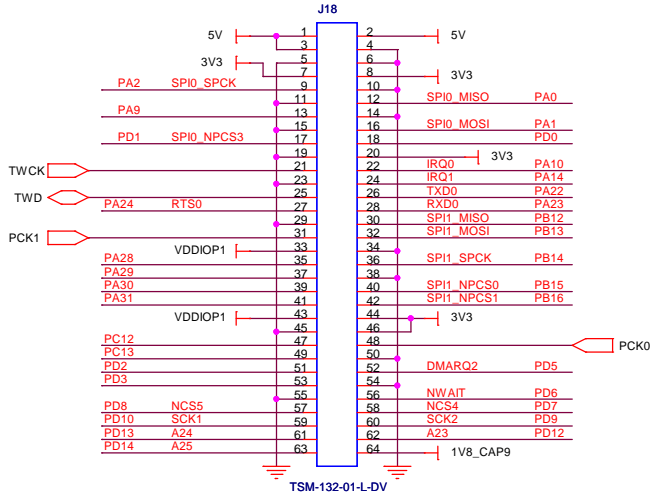 J18
5V 1 2 5V
3 4
5 6
3V3 7 8 3V3
PA2 SPI0_SPCK 9 10
11 12 SPI0_MISO PA0
PA9 13 14
15 16 SPI0_MOSI PA1
PD1 SPI0_NPCS3 17 18 PD0
19 20 3V3
TWCK 21 22 IRQ0 PA10
23 24 IRQ1 PA14
TWD 25 26 TXD0 PA22
PA24 RTS0 27 28 RXD0 PA23
29 30 SPI1_MISO PB12
PCK1 31 32 SPI1_MOSI PB13
VDDIOP1 33 34
PA28 35 36 SPI1_SPCK PB14
PA29 37 38
PA30 39 40 SPI1_NPCS0 PB15
PA31 41 42 SPI1_NPCS1 PB16
VDDIOP1 43 44 3V3
45 46
PC12 47 48 PCK0
PC13 49 50
PD2 51 52 DMARQ2 PD5
PD3 53 54
55 56 NWAIT PD6
PD8 NCS5 57 58 NCS4 PD7
PD10 SCK1 59 60 SCK2 PD9
PD13 A24 61 62 A23 PD12
PD14 A25 63 64 1V8_CAP9
TSM-132-01-L-DV